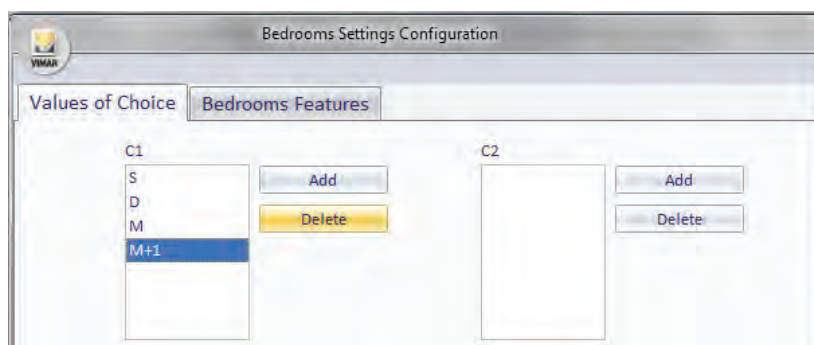 Bedrooms Settings Configuration
VIMAR
Values of Choice Bedrooms Features
C1 C2
S Add Add
D
Delete Delete
M
M+1